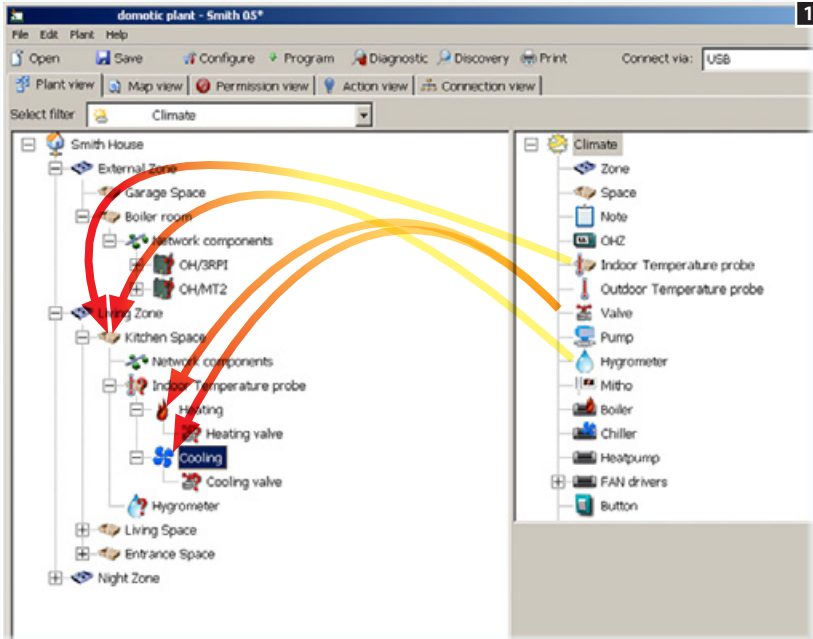 domotic plant - Smith 05*
1
File Edit Plant Help
Open Save Configure Program Diagnostic Discovery Print Connect via: USB
Plant view Map view Permission view Action view Connection view
Select filter Climate
Smith House
External Zone
Garage Space
Boiler room
Network components
OH/3RPI
OH/MT2
Living Zone
Kitchen Space
Network components
Indoor Temperature probe
Heating
Heating valve
Cooling
Cooling valve
Hygrometer
Living Space
Entrance Space
Night Zone
Climate
Zone
Space
Note
OHZ
Indoor Temperature probe
Outdoor Temperature probe
Valve
Pump
Hygrometer
Mitho
Boiler
Chiller
Heatpump
FAN drivers
Button